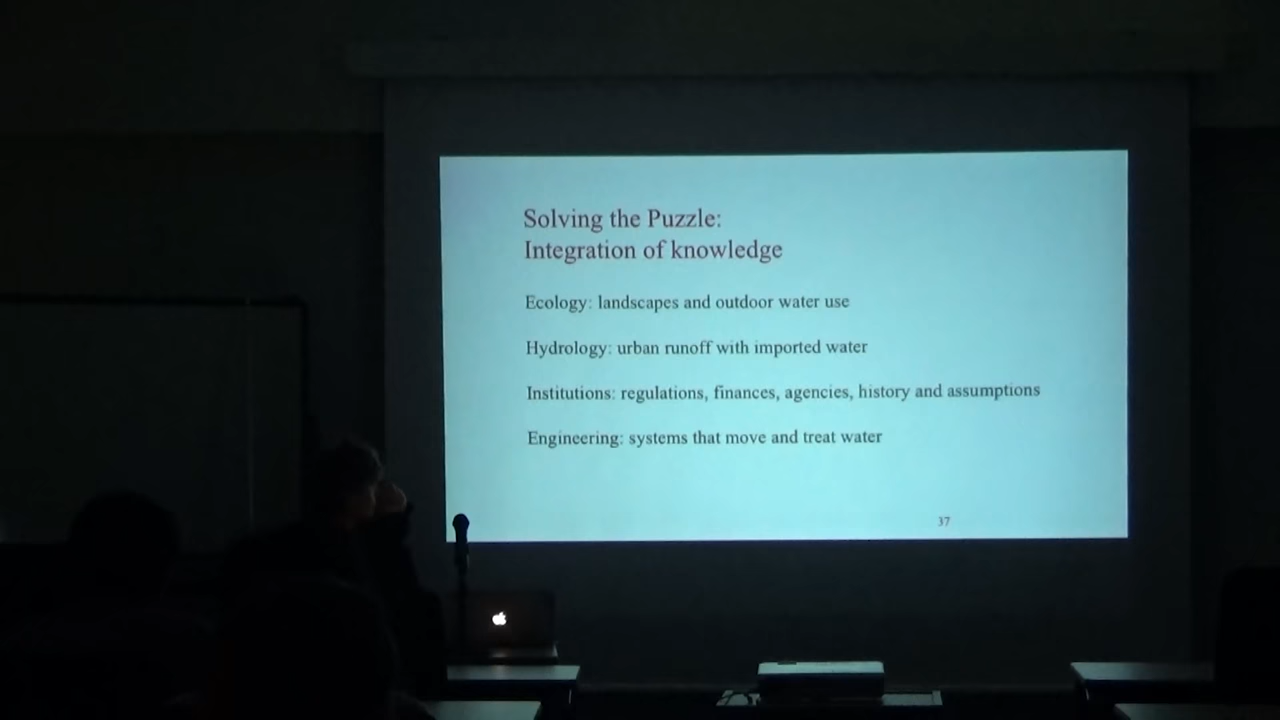 Solving the Puzzle:
Integration of knowledge
Ecology: landscapes and outdoor water use
Hydrology: urban runoff with imported water
Institutions: regulations, finances, agencies, history and assumptions
Engineering: systems that move and treat water
37